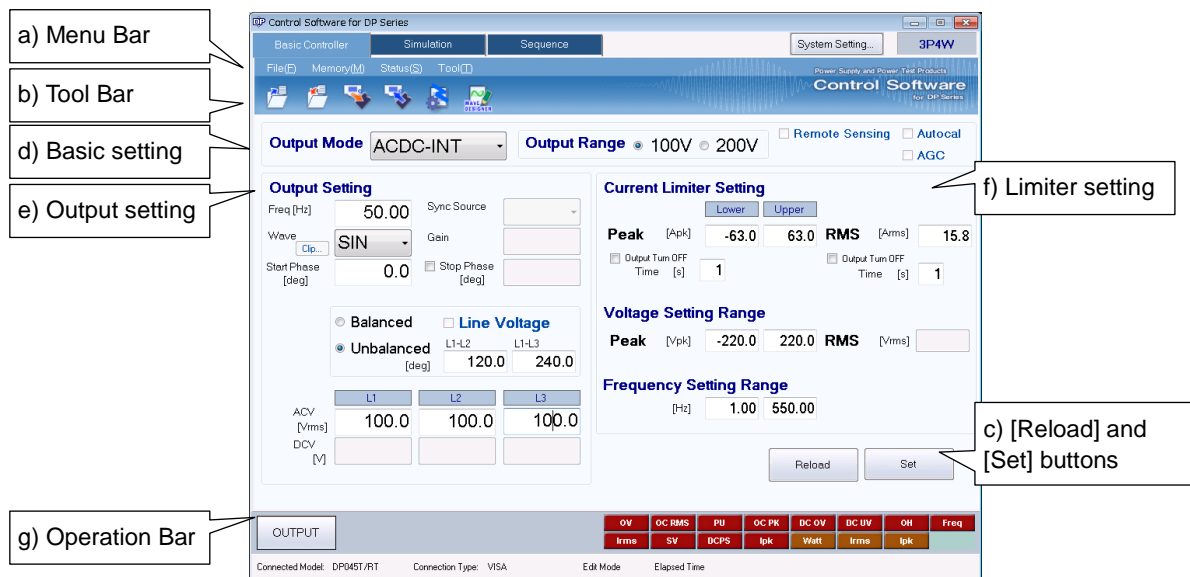 a) Menu Bar
b) Tool Bar
d) Basic setting
e) Output setting
g) Operation Bar
f) Limiter setting
c) [Reload] and
[Set] buttons
DP Control Software for DP Series
Basic Controller Simulation Sequence System Setting... 3P4W
File(F) Memory(M) Status(S) Tool(T)
Power Supply and Power Test Products
Control Software
for DP Series
WAVE
DESIGNER
Output Mode ACDC-INT Output Range 100V 200V Remote Sensing Autocal
AGC
Output Setting
Freq [Hz] 50.00 Sync Source
Wave Clip... SIN Gain
Start Phase
[deg] 0.0 Stop Phase
[deg]
Balanced Line Voltage
Unbalanced L1-L2 L1-L3
[deg] 120.0 240.0
L1 L2 L3
ACV
[Vrms] 100.0 100.0 100.0
DCV
[V]
Current Limiter Setting
Lower Upper
Peak [Apk] -63.0 63.0 RMS [Arms] 15.8
Output Turn OFF Output Turn OFF
Time [s] 1 Time [s] 1
Voltage Setting Range
Peak [Vpk] -220.0 220.0 RMS [Vrms]
Frequency Setting Range
[Hz] 1.00 550.00
Reload Set
OUTPUT
OV OC RMS PU OC PK DC OV DC UV OH Freq
Irms SV DCPS Ipk Watt Irms Ipk
Connected Model: DP045T/RT Connection Type: VISA Edit Mode Elapsed Time